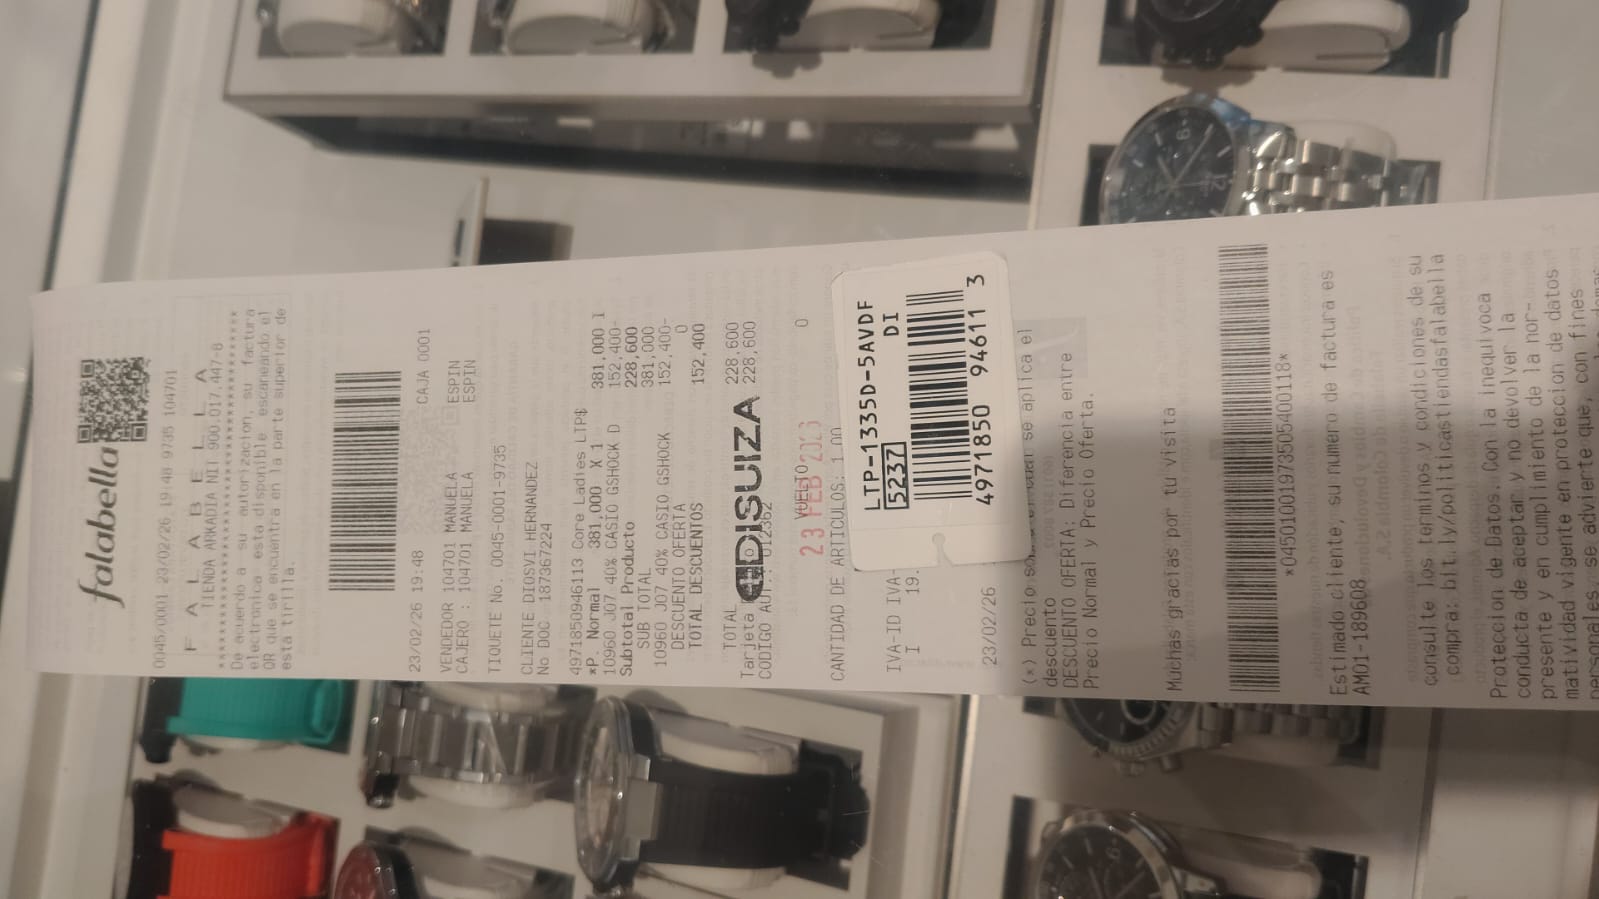 falabella
0045/0001 23/02/26 19:48 9735 104701
F A L A B E L L A
TIENDA ARKADIA NIT 900.017.447-8
************************************
De acuerdo a su autorizacion, su factura
electronica esta disponible escaneando el
QR que se encuentra en la parte superior de
esta tirilla.
23/02/26 19:48 CAJA 0001
VENDEDOR 104701 MANUELA ESPIN
CAJERO : 104701 MANUELA ESPIN
TIQUETE No. 0045-0001-9735
CLIENTE DIOSVI HERNANDEZ
No DOC 187367224
4971850946113 Core Ladies LTP$
*P. Normal 381,000 X 1 381,000 I
10960 J07 40% CASIO GSHOCK D 152,400-
Subtotal Producto 228,600
SUB TOTAL 381,000
10960 J07 40% CASIO GSHOCK 152,400-
DESCUENTO OFERTA 0
TOTAL DESCUENTOS 152,400
TOTAL 228,600
Tarjeta 228,600
CODIGO AUT.: 012362
DISUIZA
VUELTO 0
23 FEB 2026
CANTIDAD DE ARTICULOS: 1.00
LTP-1335D-5AVDF
5237 DI
4971850 94611 3
IVA-ID IVA-
I 19.
23/02/26
(*) Precio se aplica el
descuento
DESCUENTO OFERTA: Diferencia entre
Precio Normal y Precio Oferta.
Muchas gracias por tu visita
*04501001973505400118*
Estimado cliente, su numero de factura es
AM01-189608
consulte los terminos y condiciones de su
compra: bit.ly/politicastiendasfalabella
Proteccion de Datos. Con la inequivoca
conducta de aceptar y no devolver la
presente y en cumplimiento de la nor-
matividad vigente en proteccion de datos
personales se advierte que, con fines